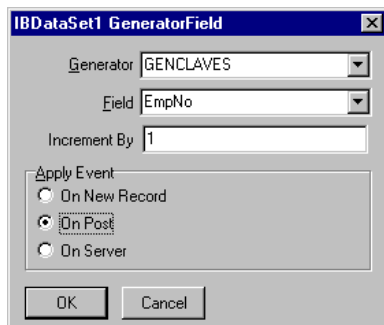 IBDataSet1 GeneratorField
Generator GENCLAVES
Field EmpNo
Increment By 1
Apply Event
On New Record
On Post
On Server
OK Cancel